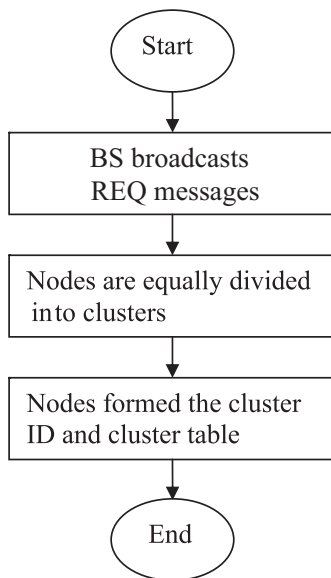 Start
BS broadcasts
REQ messages
Nodes are equally divided
into clusters
Nodes formed the cluster
ID and cluster table
End